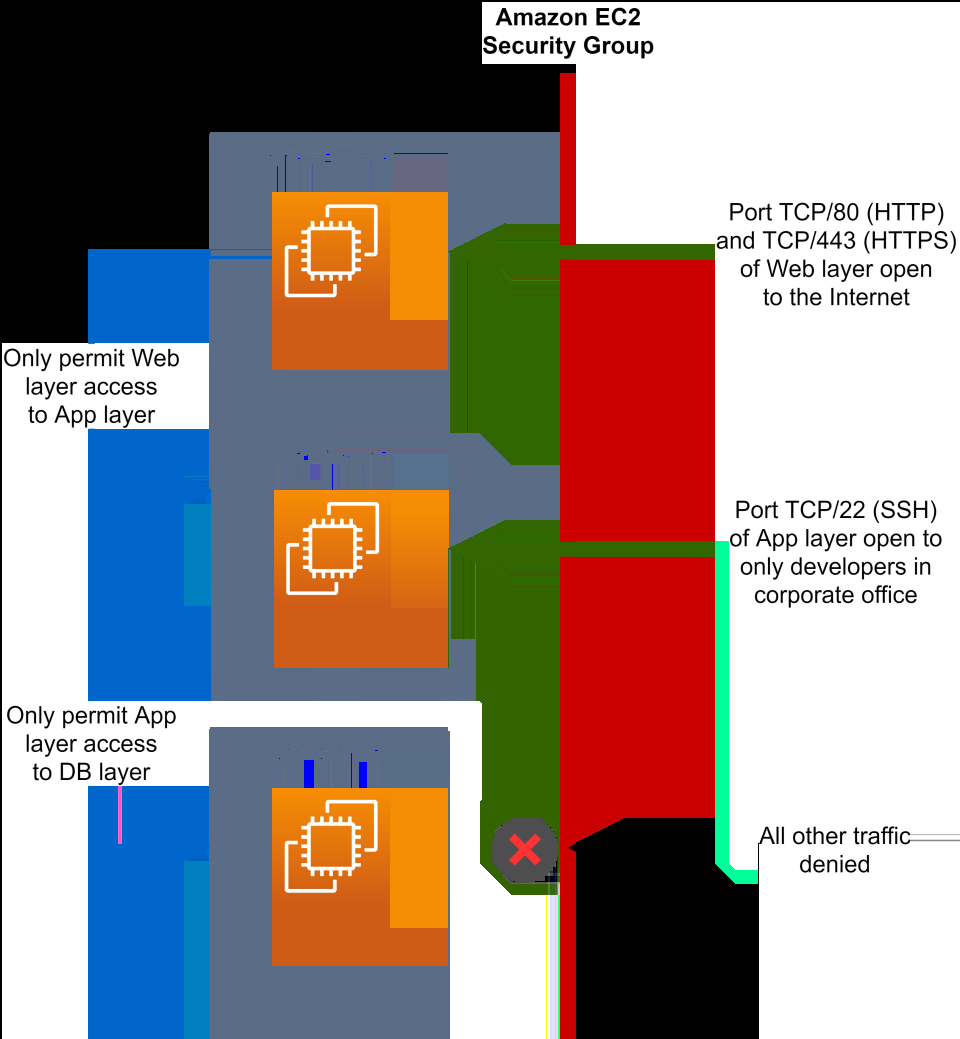 Amazon EC2
Security Group
Port TCP/80 (HTTP)
and TCP/443 (HTTPS)
of Web layer open
to the Internet
Only permit Web
layer access
to App layer
Port TCP/22 (SSH)
of App layer open to
only developers in
corporate office
Only permit App
layer access
to DB layer
All other traffic
denied